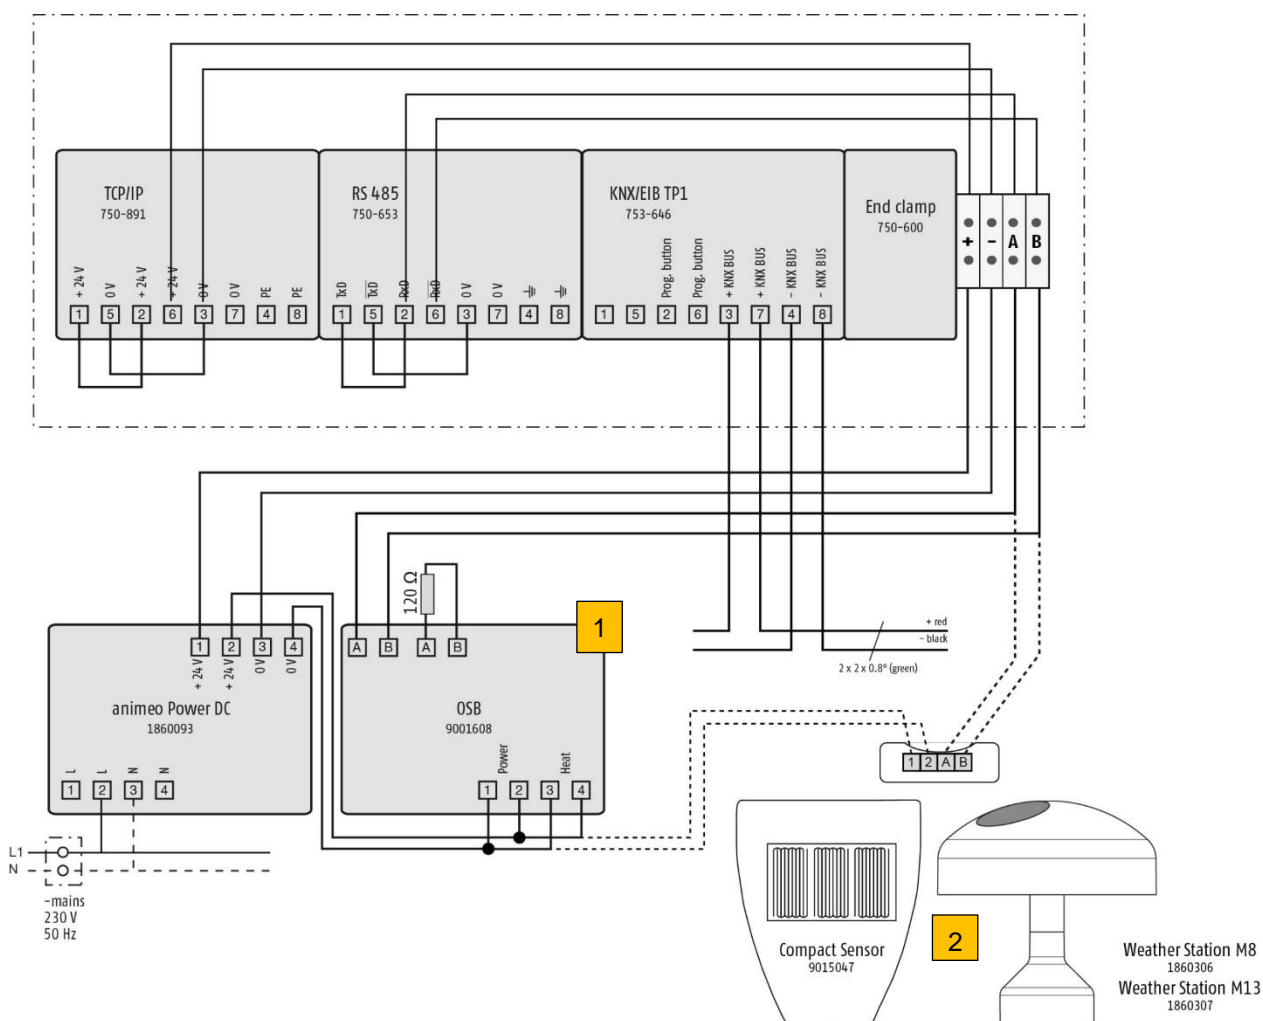 TCP/IP
750-891
RS 485
750-653
KNX/EIB TP1
753-646
End clamp
750-600
+ - A B
+ 24 V
0 V
+ 24 V
+ 24 V
0 V
0 V
PE
PE
1 5 2 6 3 7 4 8
TxD
TxD
RxD
RxD
0 V
0 V
1 5 2 6 3 7 4 8
Prog. button
Prog. button
+ KNX BUS
+ KNX BUS
- KNX BUS
- KNX BUS
1 5 2 6 3 7 4 8
120 Ω
1
1 2 3 4
+ 24 V
+ 24 V
0 V
0 V
animeo Power DC
1860093
L
L
N
N
1 2 3 4
A B A B
OSB
9001608
Power
Heat
1 2 3 4
+ red
- black
2 x 2 x 0.8° (green)
1 2 A B
L1
N
~mains
230 V
50 Hz
Compact Sensor
9015047
2
Weather Station M8
1860306
Weather Station M13
1860307